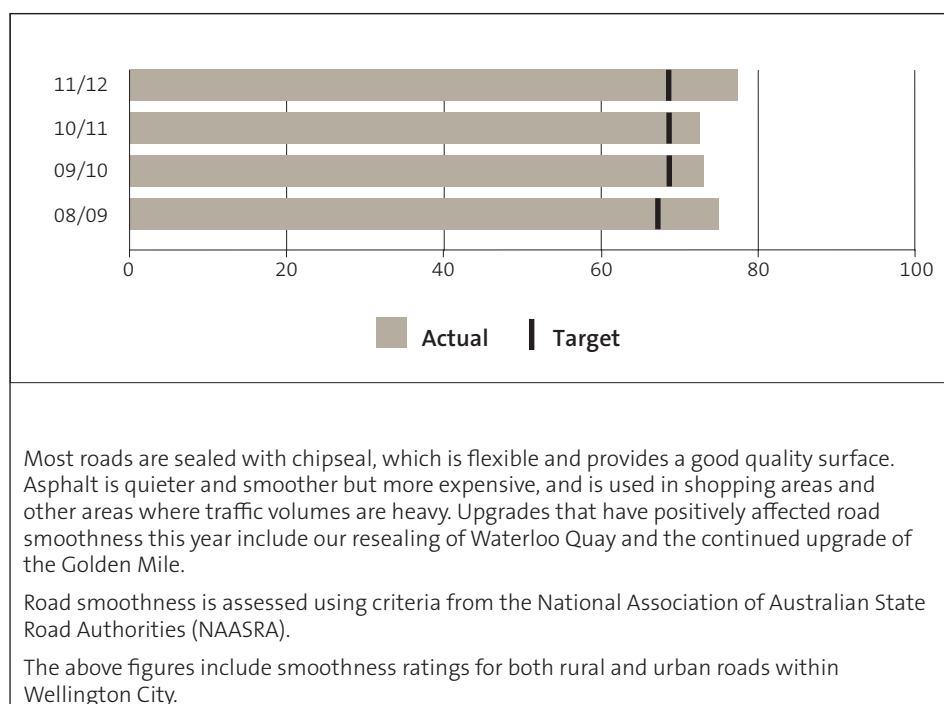 11/12
10/11
09/10
08/09
0 20 40 60 80 100
Actual Target
Most roads are sealed with chipseal, which is flexible and provides a good quality surface.
Asphalt is quieter and smoother but more expensive, and is used in shopping areas and
other areas where traffic volumes are heavy. Upgrades that have positively affected road
smoothness this year include our resealing of Waterloo Quay and the continued upgrade of
the Golden Mile.
Road smoothness is assessed using criteria from the National Association of Australian State
Road Authorities (NAASRA).
The above figures include smoothness ratings for both rural and urban roads within
Wellington City.